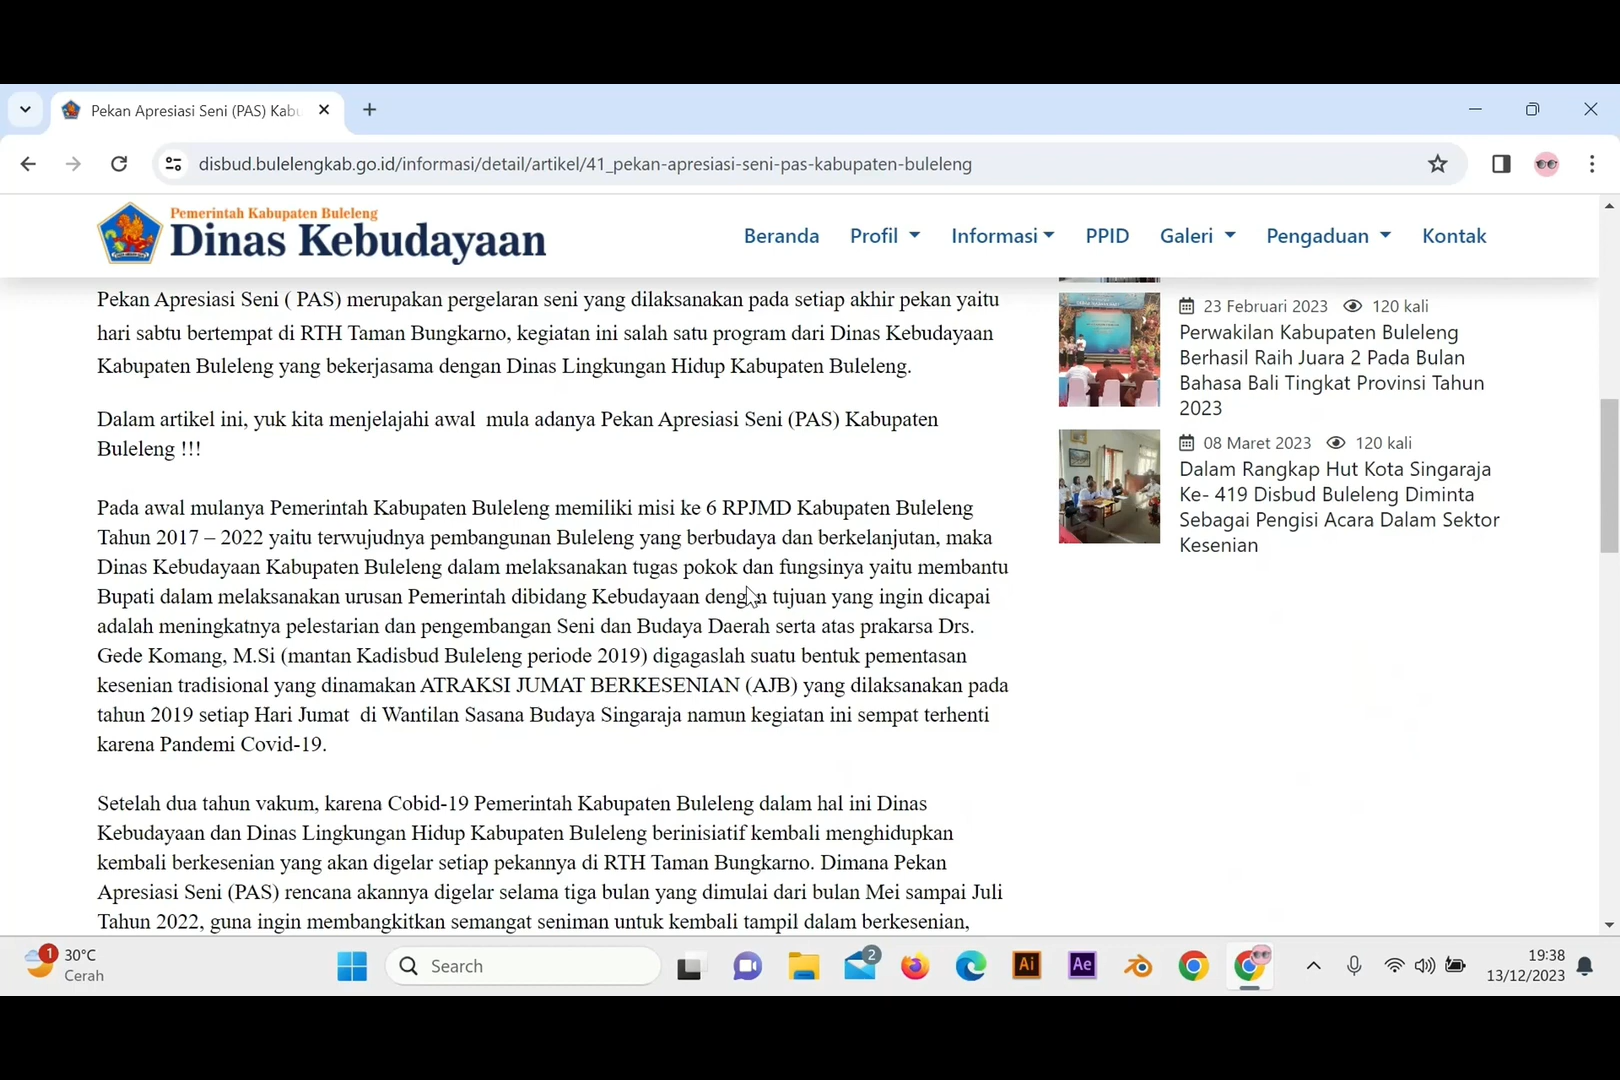 Pekan Apresiasi Seni (PAS) Kabu
disbud.bulelengkab.go.id/informasi/detail/artikel/41_pekan-apresiasi-seni-pas-kabupaten-buleleng
Pemerintah Kabupaten Buleleng
Dinas Kebudayaan
Beranda Profil Informasi PPID Galeri Pengaduan Kontak
Pekan Apresiasi Seni ( PAS) merupakan pergelaran seni yang dilaksanakan pada setiap akhir pekan yaitu
hari sabtu bertempat di RTH Taman Bungkarno, kegiatan ini salah satu program dari Dinas Kebudayaan
Kabupaten Buleleng yang bekerjasama dengan Dinas Lingkungan Hidup Kabupaten Buleleng.
Dalam artikel ini, yuk kita menjelajahi awal  mula adanya Pekan Apresiasi Seni (PAS) Kabupaten
Buleleng !!!
Pada awal mulanya Pemerintah Kabupaten Buleleng memiliki misi ke 6 RPJMD Kabupaten Buleleng
Tahun 2017 – 2022 yaitu terwujudnya pembangunan Buleleng yang berbudaya dan berkelanjutan, maka
Dinas Kebudayaan Kabupaten Buleleng dalam melaksanakan tugas pokok dan fungsinya yaitu membantu
Bupati dalam melaksanakan urusan Pemerintah dibidang Kebudayaan dengan tujuan yang ingin dicapai
adalah meningkatnya pelestarian dan pengembangan Seni dan Budaya Daerah serta atas prakarsa Drs.
Gede Komang, M.Si (mantan Kadisbud Buleleng periode 2019) digagaslah suatu bentuk pementasan
kesenian tradisional yang dinamakan ATRAKSI JUMAT BERKESENIAN (AJB) yang dilaksanakan pada
tahun 2019 setiap Hari Jumat  di Wantilan Sasana Budaya Singaraja namun kegiatan ini sempat terhenti
karena Pandemi Covid-19.
Setelah dua tahun vakum, karena Cobid-19 Pemerintah Kabupaten Buleleng dalam hal ini Dinas
Kebudayaan dan Dinas Lingkungan Hidup Kabupaten Buleleng berinisiatif kembali menghidupkan
kembali berkesenian yang akan digelar setiap pekannya di RTH Taman Bungkarno. Dimana Pekan
Apresiasi Seni (PAS) rencana akannya digelar selama tiga bulan yang dimulai dari bulan Mei sampai Juli
Tahun 2022, guna ingin membangkitkan semangat seniman untuk kembali tampil dalam berkesenian,
23 Februari 2023 120 kali
Perwakilan Kabupaten Buleleng
Berhasil Raih Juara 2 Pada Bulan
Bahasa Bali Tingkat Provinsi Tahun
2023
08 Maret 2023 120 kali
Dalam Rangkap Hut Kota Singaraja
Ke- 419 Disbud Buleleng Diminta
Sebagai Pengisi Acara Dalam Sektor
Kesenian
1
30°C
Cerah
Search
2
Ai
Ae
19:38
13/12/2023